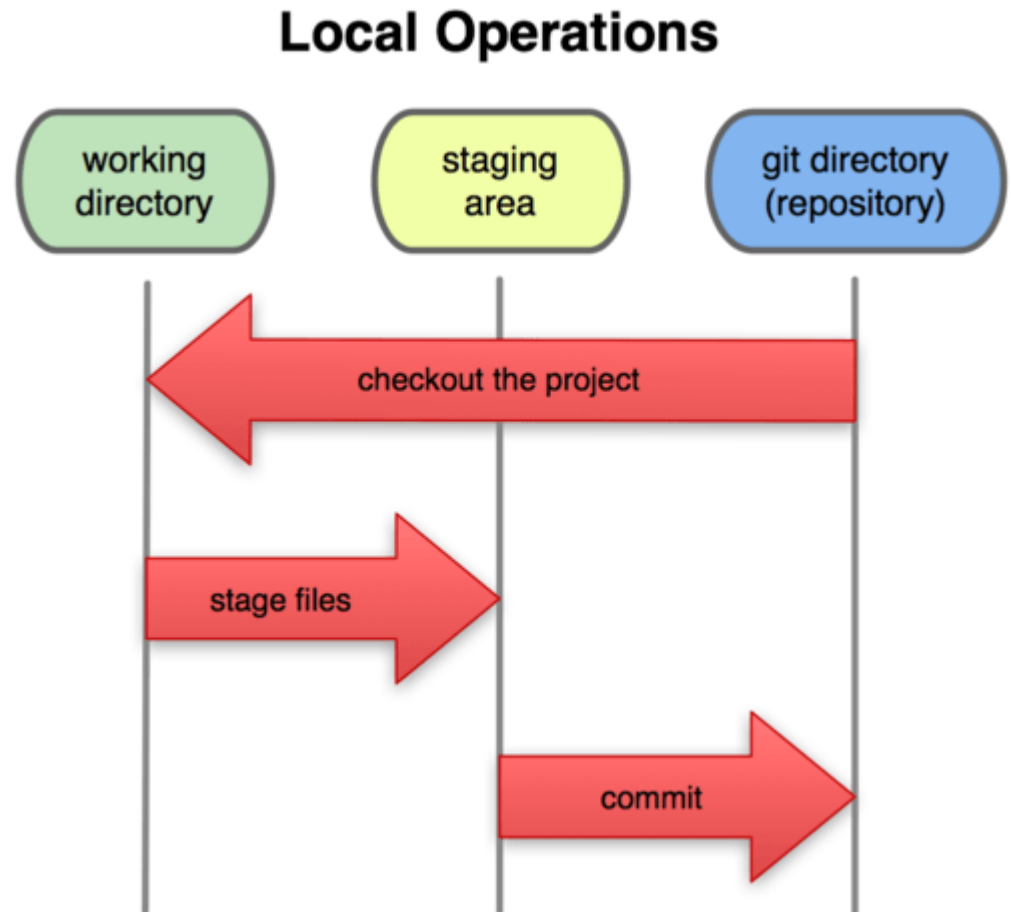 Local Operations
working
directory
staging
area
git directory
(repository)
checkout the project
stage files
commit